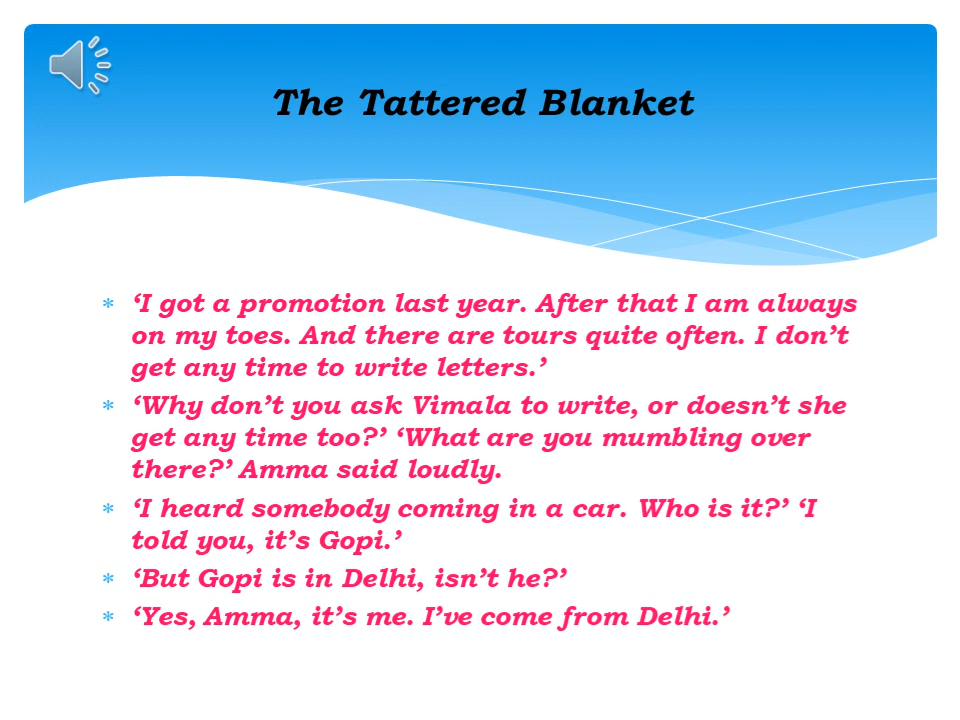 The Tattered Blanket
‘I got a promotion last year. After that I am always
on my toes. And there are tours quite often. I don’t
get any time to write letters.’
‘Why don’t you ask Vimala to write, or doesn’t she
get any time too?’ ‘What are you mumbling over
there?’ Amma said loudly.
‘I heard somebody coming in a car. Who is it?’ ‘I
told you, it’s Gopi.’
‘But Gopi is in Delhi, isn’t he?’
‘Yes, Amma, it’s me. I’ve come from Delhi.’